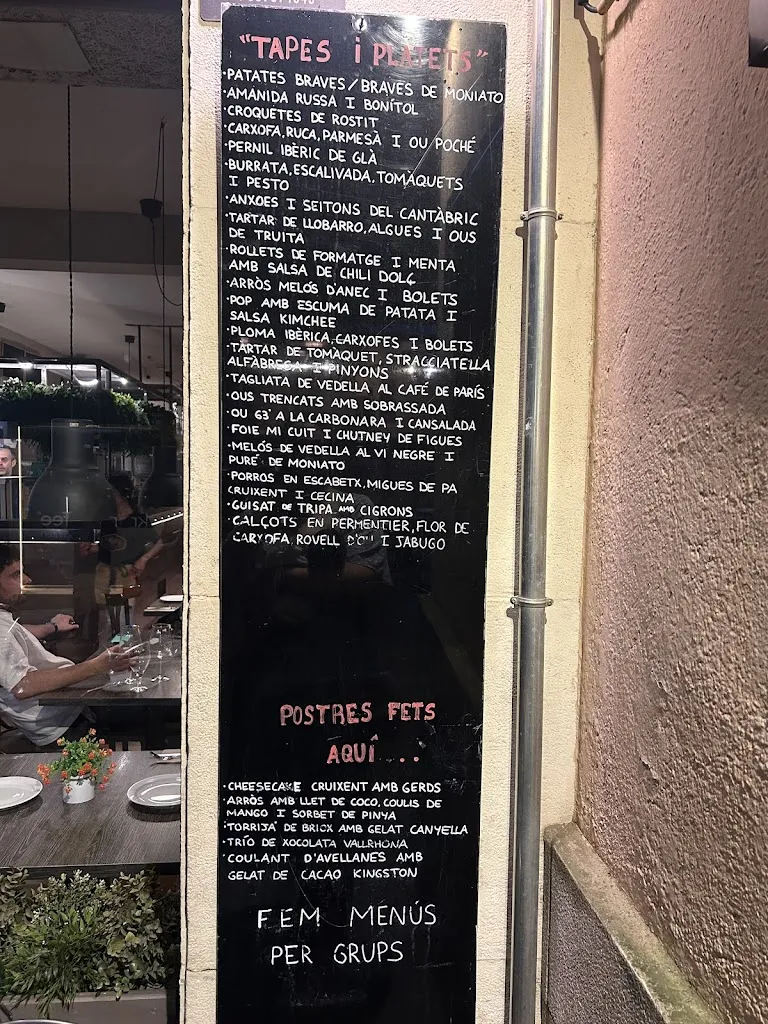 "TAPES i PLATETS"
·PATATES BRAVES/BRAVES DE MONIATO
·AMANIDA RUSSA I BONÍTOL
·CROQUETES DE ROSTIT
·CARXOFA,RUCA,PARMESÀ I OU POCHÉ
·PERNIL IBÈRIC DE GLÀ
·BURRATA,ESCALIVADA,TOMAQUETS
I PESTO
·ANXOES I SEITONS DEL CANTÀBRIC
·TARTAR DE LLOBARRO,ALGUES I OUS
DE TRUITA
·ROLLETS DE FORMATGE I MENTA
AMB SALSA DE CHILI DOLÇ
·ARRÒS MELÓS D'ANEC I BOLETS
·POP AMB ESCUMA DE PATATA I
SALSA KIMCHEE
·PLOMA IBÈRICA,CARXOFES I BOLETS
·TARTAR DE TOMAQUET, STRACCIATELLA
ALFÀBREGA I PINYONS
·TAGLIATA DE VEDELLA AL CAFÉ DE PARÍS
·OUS TRENCATS AMB SOBRASSADA
·OU 63° A LA CARBONARA I CANSALADA
·FOIE MI CUIT I CHUTNEY DE FIGUES
·MELÓS DE VEDELLA AL VI NEGRE I
PURÉ DE MONIATO
·PORROS EN ESCABETX,MIGUES DE PA
CRUIXENT I CECINA
·GUISAT DE TRIPA AMB CIGRONS
·CALÇOTS EN PERMENTIER,FLOR DE
CARXOFA,ROVELL D'OU I JABUGO
POSTRES FETS
AQUÍ...
·CHEESECAKE CRUIXENT AMB GERDS
·ARRÒS AMB LLET DE COCO,COULIS DE
MANGO I SORBET DE PINYA
·"TORRIJA" DE BRIOX AMB GELAT CANYELLA
·TRÍO DE XOCOLATA VALLRHONA
·COULANT D'AVELLANES AMB
GELAT DE CACAO KINGSTON
FEM MENÚS
PER GRUPS